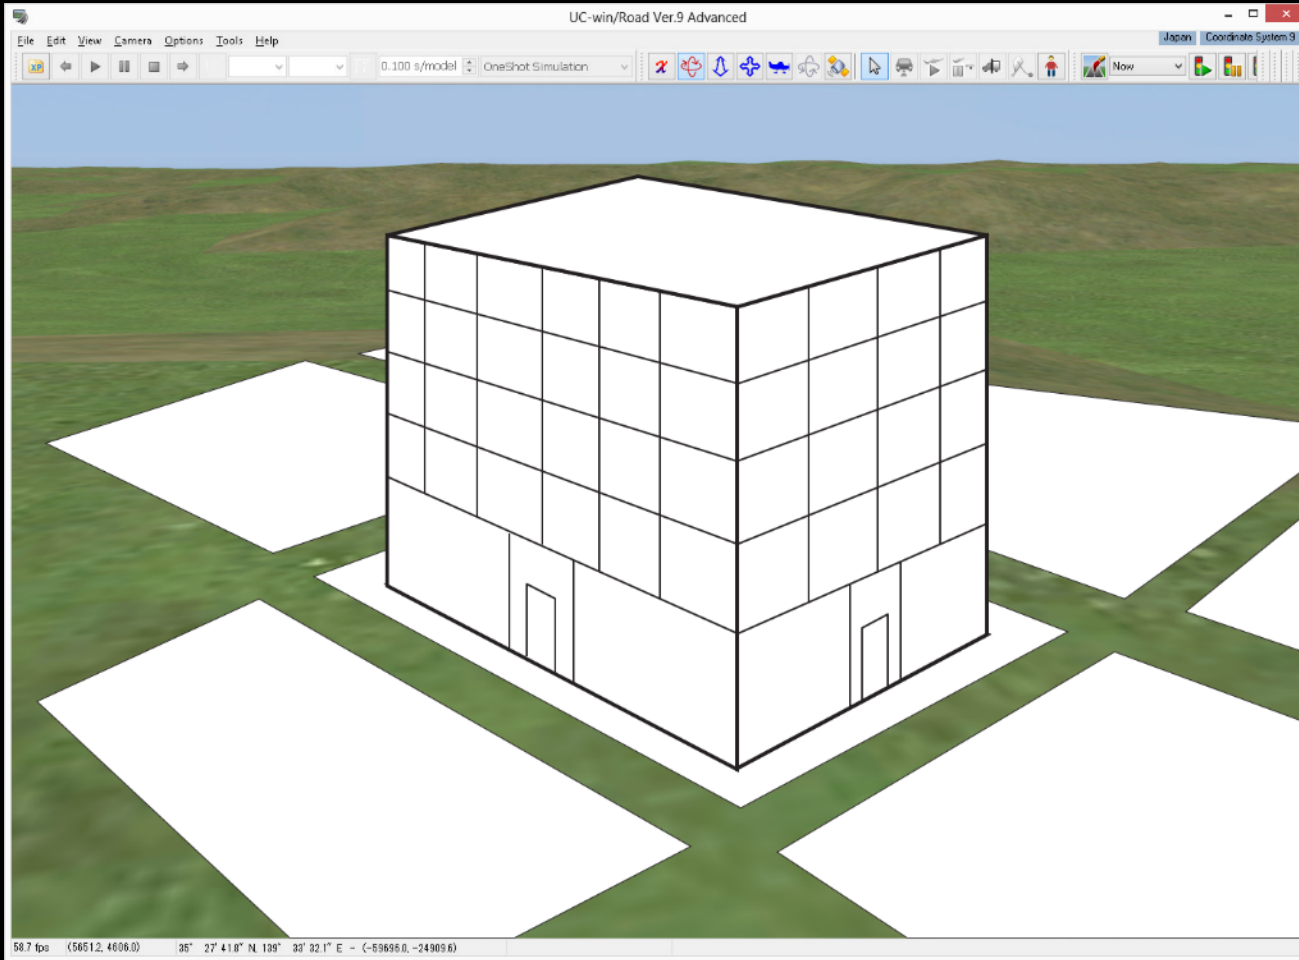 UC-win/Road Ver.9 Advanced
File Edit View Camera Options Tools Help
Japan Coordinate System 9
XP 0.100 s/model OneShot Simulation Now
58.7 fps (5651.2, 4606.0) 35° 27' 41.8" N, 139° 33' 32.1" E - (-59696.0, -24909.6)